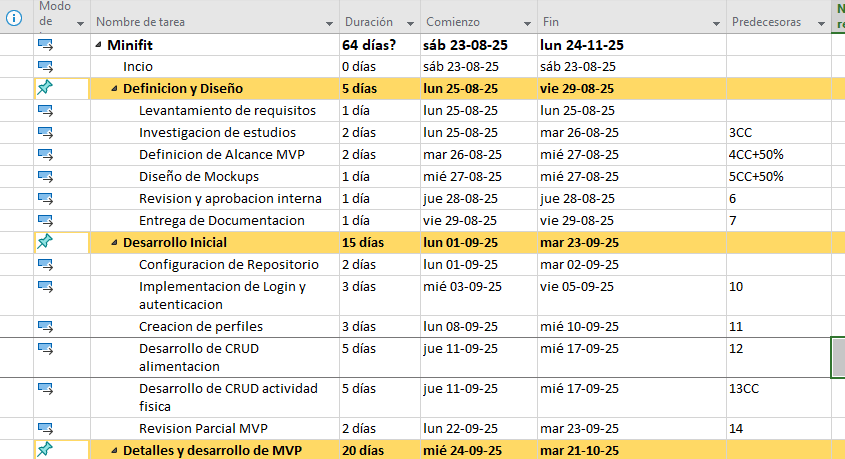 Modo de
Nombre de tarea Duración Comienzo Fin Predecesoras
Minifit 64 días? sáb 23-08-25 lun 24-11-25
Incio 0 días sáb 23-08-25 sáb 23-08-25
Definicion y Diseño 5 días lun 25-08-25 vie 29-08-25
Levantamiento de requisitos 1 día lun 25-08-25 lun 25-08-25
Investigacion de estudios 2 días lun 25-08-25 mar 26-08-25 3CC
Definicion de Alcance MVP 2 días mar 26-08-25 mié 27-08-25 4CC+50%
Diseño de Mockups 1 día mié 27-08-25 mié 27-08-25 5CC+50%
Revision y aprobacion interna 1 día jue 28-08-25 jue 28-08-25 6
Entrega de Documentacion 1 día vie 29-08-25 vie 29-08-25 7
Desarrollo Inicial 15 días lun 01-09-25 mar 23-09-25
Configuracion de Repositorio 2 días lun 01-09-25 mar 02-09-25
Implementacion de Login y 3 días mié 03-09-25 vie 05-09-25 10
autenticacion
Creacion de perfiles 3 días lun 08-09-25 mié 10-09-25 11
Desarrollo de CRUD 5 días jue 11-09-25 mié 17-09-25 12
alimentacion
Desarrollo de CRUD actividad 5 días jue 11-09-25 mié 17-09-25 13CC
fisica
Revision Parcial MVP 2 días lun 22-09-25 mar 23-09-25 14
Detalles y desarrollo de MVP 20 días mié 24-09-25 mar 21-10-25